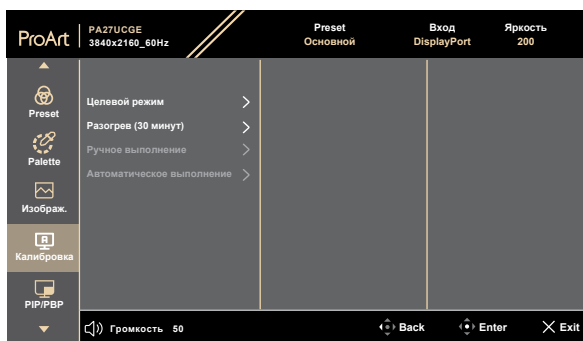 ProArt
PA27UCGE
3840x2160_60Hz
Preset
Основной
Вход
DisplayPort
Яркость
200
Preset
Palette
Изображ.
Калибровка
PIP/PBP
Целевой режим
Разогрев (30 минут)
Ручное выполнение
Автоматическое выполнение
Громкость 50
Back
Enter
Exit